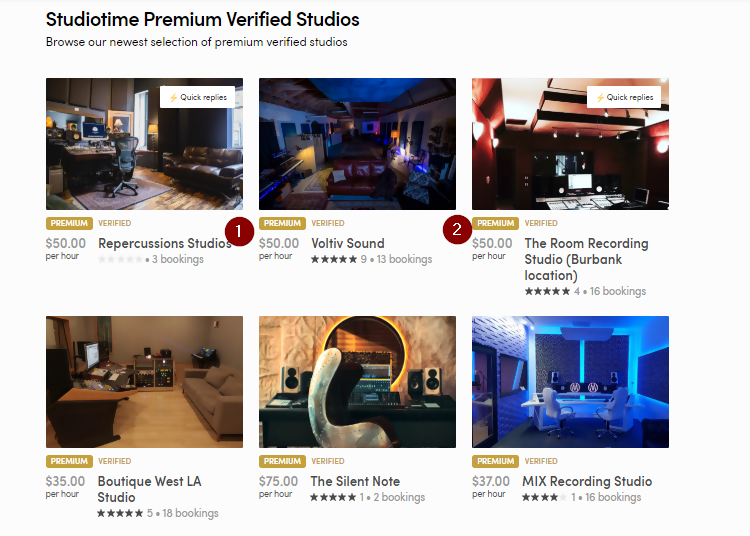 Studiotime Premium Verified Studios
Browse our newest selection of premium verified studios
⚡ Quick replies
⚡ Quick replies
PREMIUM VERIFIED
$50.00 Repercussions Studios
per hour ★★★★★ • 3 bookings
1
PREMIUM VERIFIED
$50.00 Voltiv Sound
per hour ★★★★★ 9 • 13 bookings
2
PREMIUM VERIFIED
$50.00 The Room Recording
per hour Studio (Burbank
location)
★★★★★ 4 • 16 bookings
PREMIUM VERIFIED
$35.00 Boutique West LA
per hour Studio
★★★★★ 5 • 18 bookings
PREMIUM VERIFIED
$75.00 The Silent Note
per hour ★★★★★ 1 • 2 bookings
PREMIUM VERIFIED
$37.00 MIX Recording Studio
per hour ★★★★★ 1 • 16 bookings